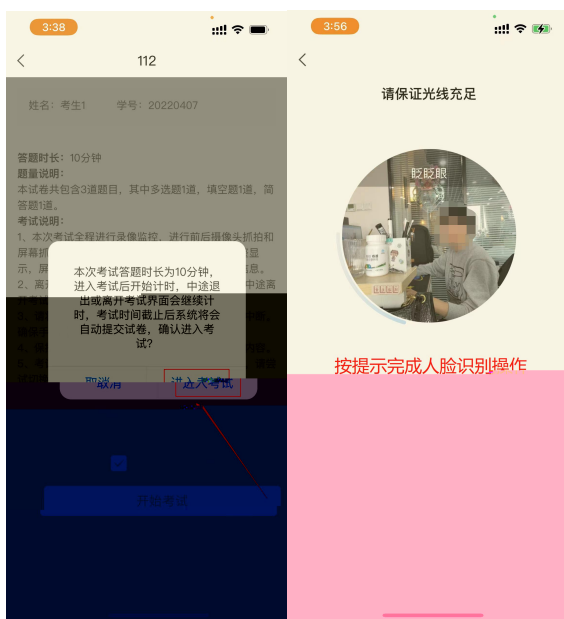 3:38
112
姓名：考生1 学号：20220407
答题时长：10分钟
题量说明：
本试卷共包含3道题目，其中多选题1道，填空题1道，简
答题1道。
考试说明：
1、本次考试全程进行录像监控，进行前后摄像头抓拍和
本次考试答题时长为10分钟，
进入考试后开始计时，中途退
出或离开考试界面会继续计
时，考试时间截止后系统将会
自动提交试卷，确认进入考
试？
取消 进入考试
开始考试
3:56
请保证光线充足
眨眨眼
按提示完成人脸识别操作